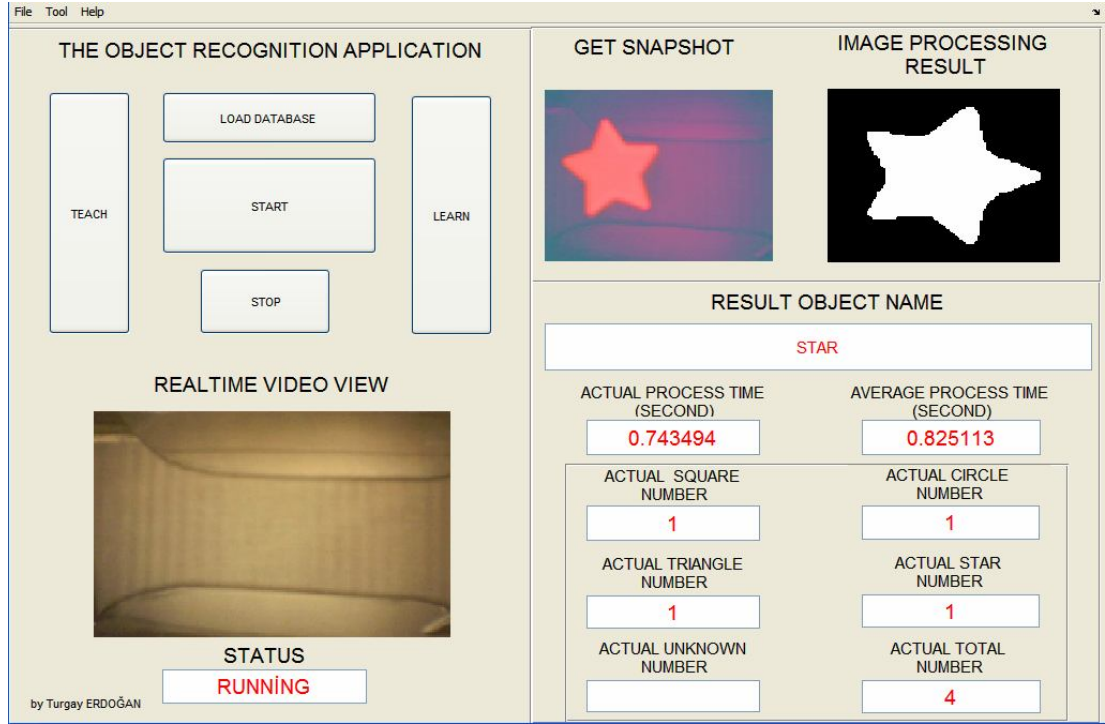 File Tool Help
THE OBJECT RECOGNITION APPLICATION
LOAD DATABASE
TEACH
START
LEARN
STOP
REALTIME VIDEO VIEW
STATUS
RUNNİNG
by Turgay ERDOĞAN
GET SNAPSHOT
IMAGE PROCESSING
RESULT
RESULT OBJECT NAME
STAR
ACTUAL PROCESS TIME
(SECOND)
0.743494
AVERAGE PROCESS TIME
(SECOND)
0.825113
ACTUAL SQUARE
NUMBER
1
ACTUAL CIRCLE
NUMBER
1
ACTUAL TRIANGLE
NUMBER
1
ACTUAL STAR
NUMBER
1
ACTUAL UNKNOWN
NUMBER
ACTUAL TOTAL
NUMBER
4